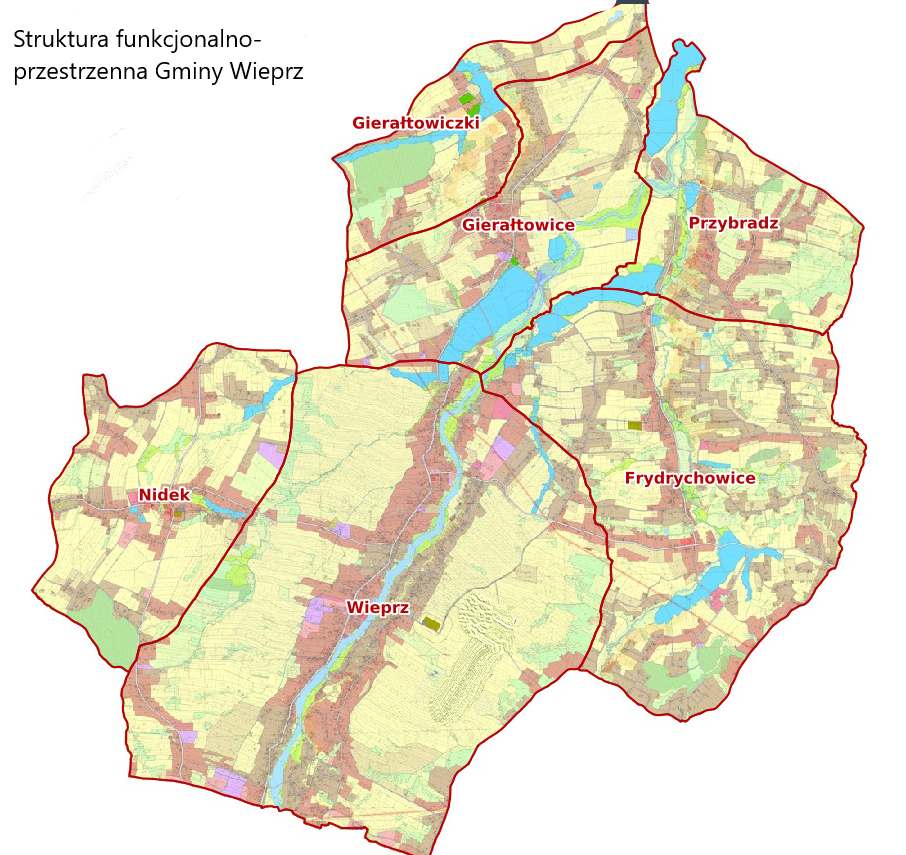 Struktura funkcjonalno-
przestrzenna Gminy Wieprz
Gierałtowiczki
Gierałtowice
Przybradz
Frydrychowice
Nidek
Wieprz